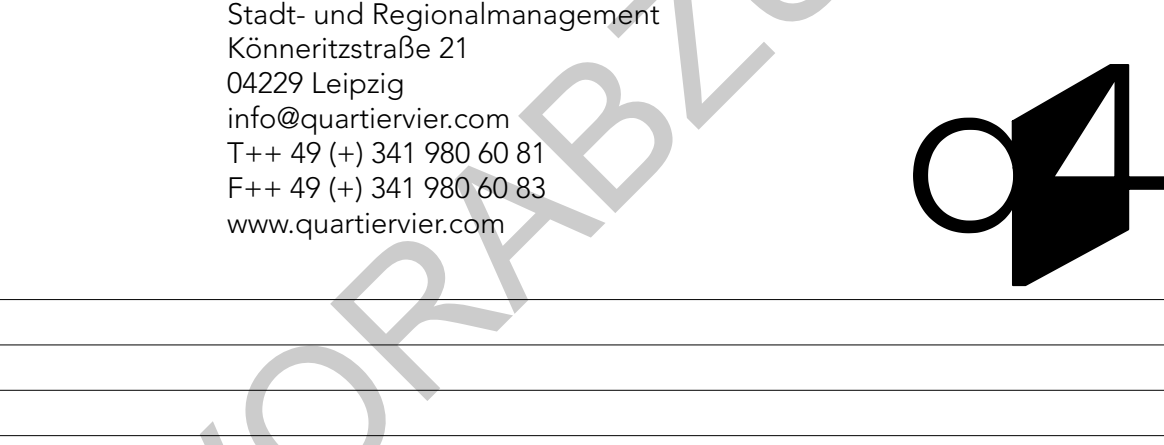 Stadt- und Regionalmanagement
Könneritzstraße 21
04229 Leipzig
info@quartiervier.com
T++ 49 (+) 341 980 60 81
F++ 49 (+) 341 980 60 83
www.quartiervier.com
q4